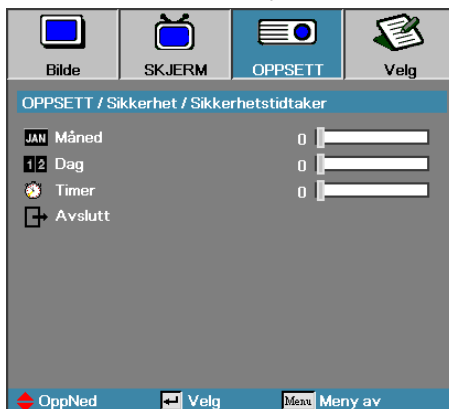 Bilde SKJERM OPPSETT Velg
OPPSETT / Sikkerhet / Sikkerhetstidtaker
JAN Måned 0
1 2 Dag 0
Timer 0
Avslutt
OppNed Velg Menu Meny av